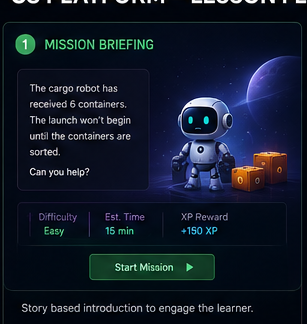 1 MISSION BRIEFING
The cargo robot has
received 6 containers.
The launch won't begin
until the containers are
sorted.
Can you help?
Difficulty Est. Time XP Reward
Easy 15 min +150 XP
Start Mission
Story based introduction to engage the learner.